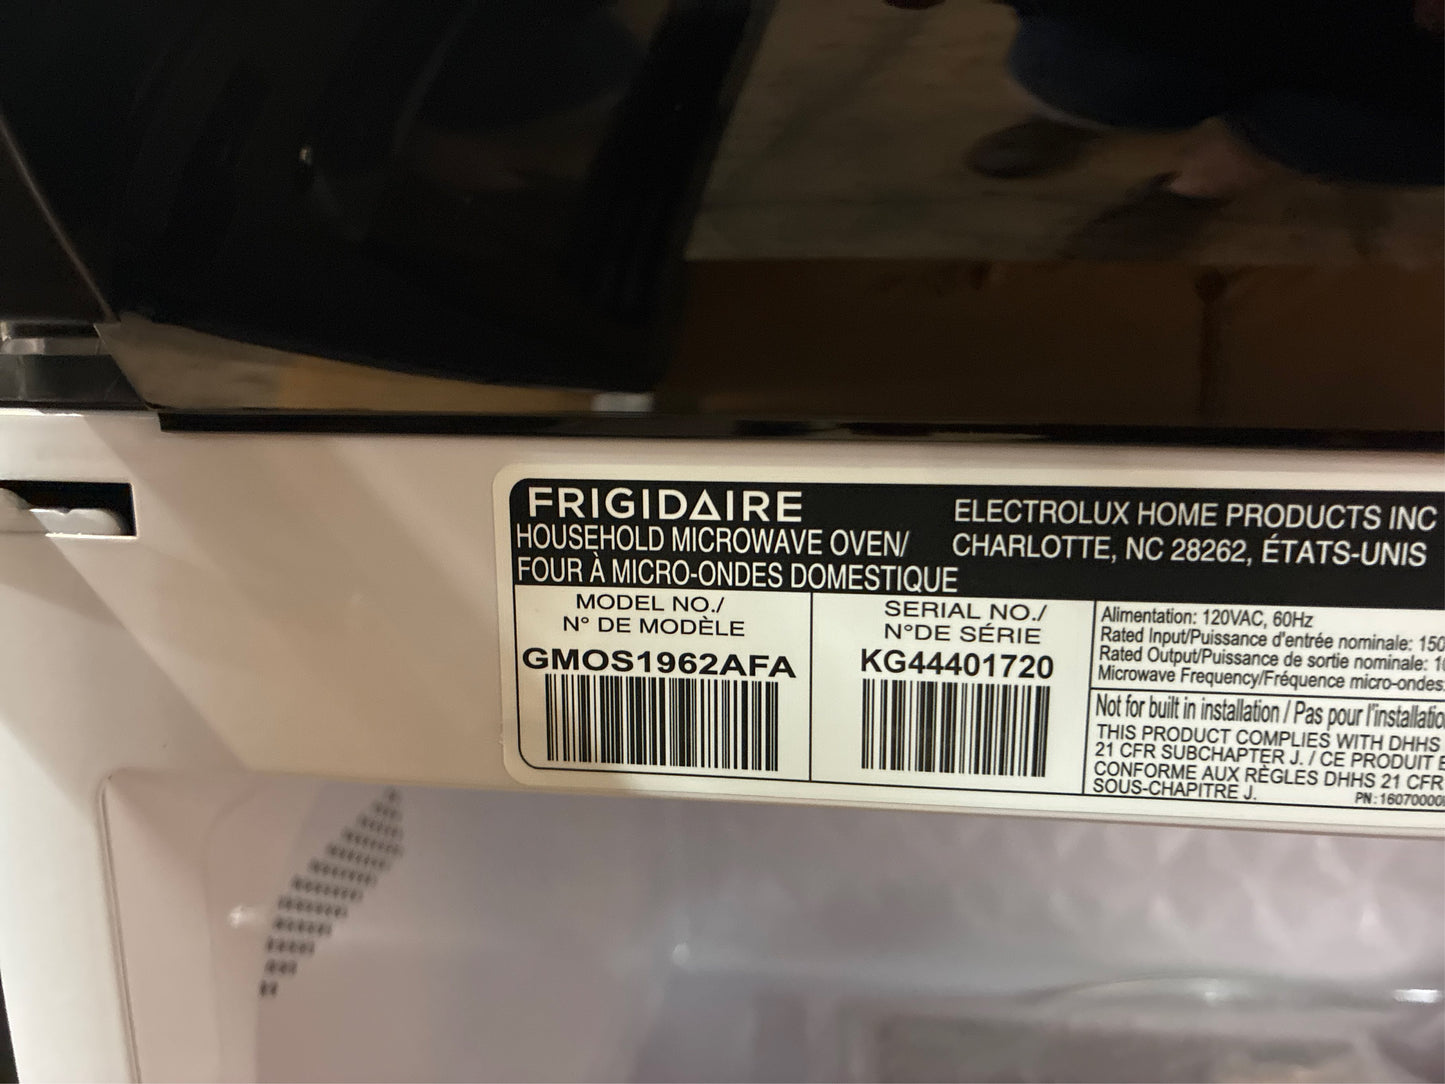 FRIGIDAIRE
HOUSEHOLD MICROWAVE OVEN/
FOUR À MICRO-ONDES DOMESTIQUE
ELECTROLUX HOME PRODUCTS INC
CHARLOTTE, NC 28262, ÉTATS-UNIS
MODEL NO./
N° DE MODÈLE
GMOS1962AFA
SERIAL NO./
N°DE SÉRIE
KG44401720
Alimentation: 120VAC, 60Hz
Rated Input/Puissance d'entrée nominale:
Rated Output/Puissance de sortie nominale:
Microwave Frequency/Fréquence micro-ondes:
Not for built in installation / Pas pour l'installatio
THIS PRODUCT COMPLIES WITH DHHS
21 CFR SUBCHAPTER J. / CE PRODUIT
CONFORME AUX RÈGLES DHHS 21 CFR
SOUS-CHAPITRE J.
PN: